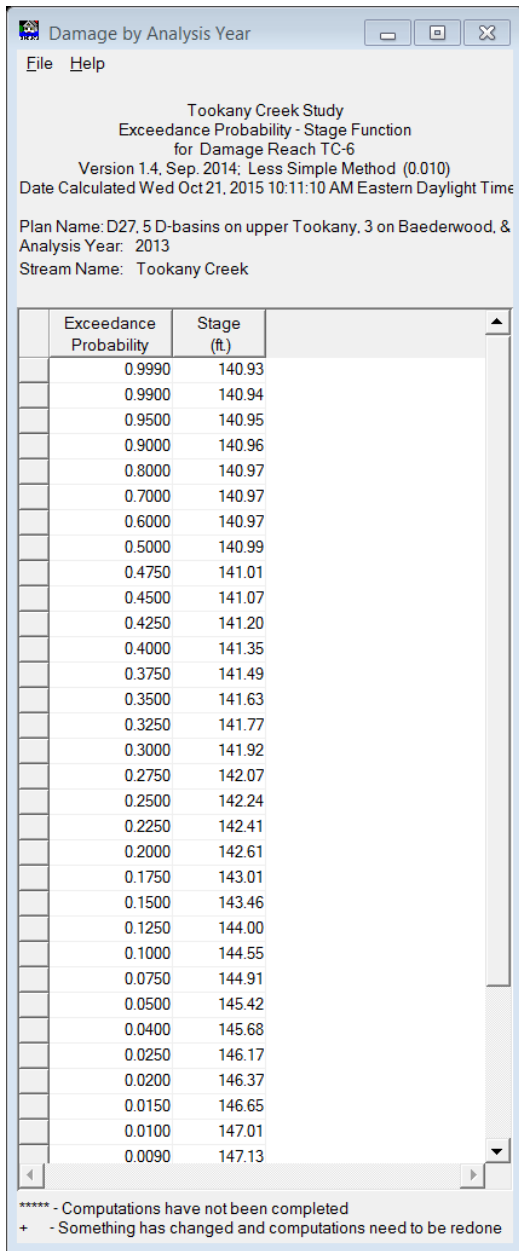 Damage by Analysis Year
File Help
Tookany Creek Study
Exceedance Probability - Stage Function
for Damage Reach TC-6
Version 1.4, Sep. 2014; Less Simple Method (0.010)
Date Calculated Wed Oct 21, 2015 10:11:10 AM Eastern Daylight Time
Plan Name: D27, 5 D-basins on upper Tookany, 3 on Baederwood, &
Analysis Year: 2013
Stream Name: Tookany Creek
Exceedance Stage
Probability (ft.)
0.9990 140.93
0.9900 140.94
0.9500 140.95
0.9000 140.96
0.8000 140.97
0.7000 140.97
0.6000 140.97
0.5000 140.99
0.4750 141.01
0.4500 141.07
0.4250 141.20
0.4000 141.35
0.3750 141.49
0.3500 141.63
0.3250 141.77
0.3000 141.92
0.2750 142.07
0.2500 142.24
0.2250 142.41
0.2000 142.61
0.1750 143.01
0.1500 143.46
0.1250 144.00
0.1000 144.55
0.0750 144.91
0.0500 145.42
0.0400 145.68
0.0250 146.17
0.0200 146.37
0.0150 146.65
0.0100 147.01
0.0090 147.13
***** - Computations have not been completed
+ - Something has changed and computations need to be redone